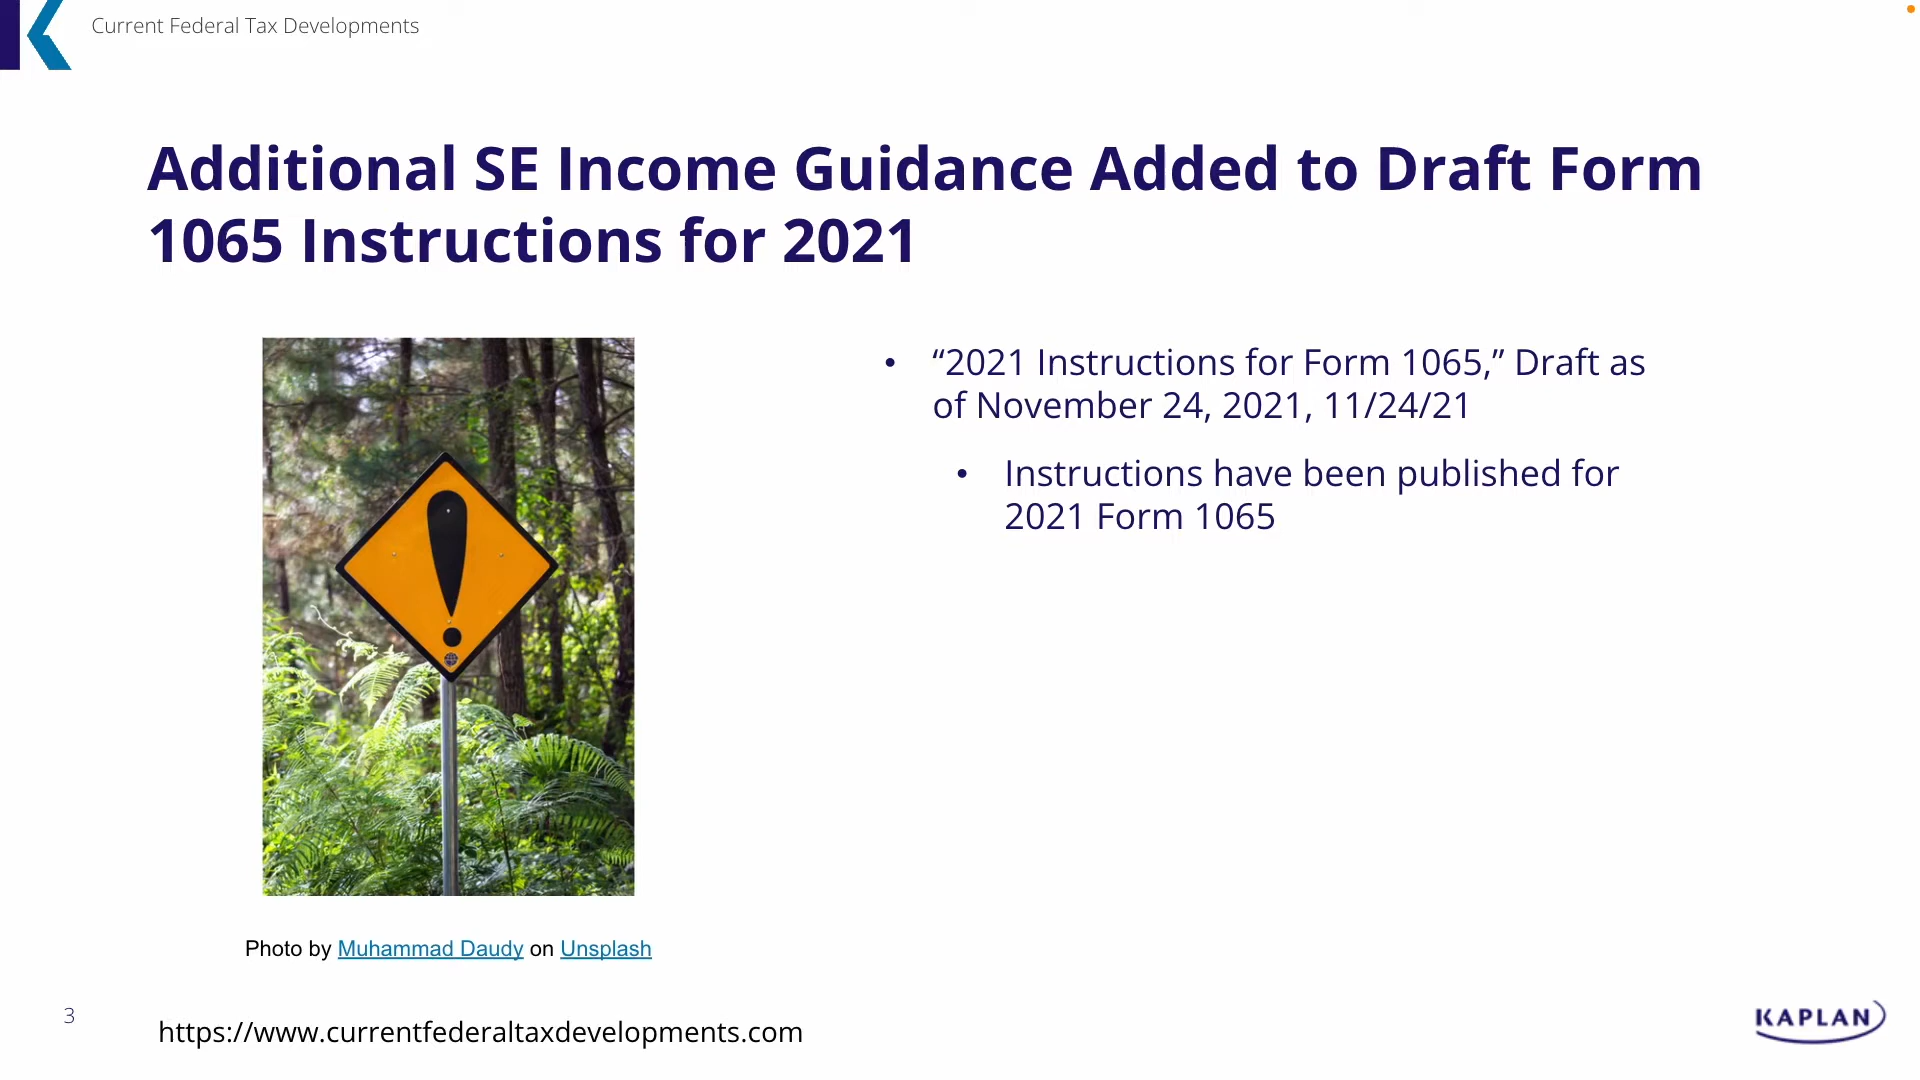 Current Federal Tax Developments
Additional SE Income Guidance Added to Draft Form
1065 Instructions for 2021
• “2021 Instructions for Form 1065,” Draft as
of November 24, 2021, 11/24/21
• Instructions have been published for
2021 Form 1065
Photo by Muhammad Daudy on Unsplash
3
https://www.currentfederaltaxdevelopments.com
KAPLAN